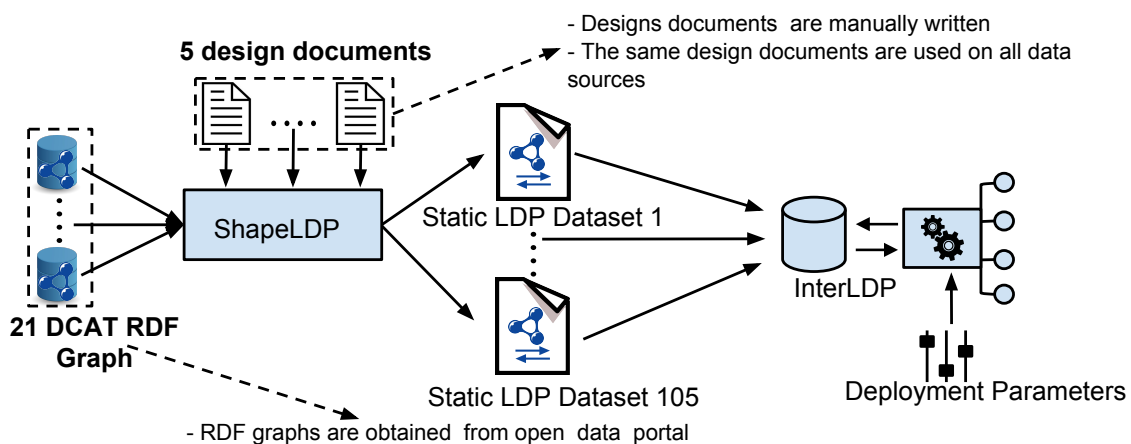 5 design documents
- Designs documents are manually written
- The same design documents are used on all data
sources
ShapeLDP
Static LDP Dataset 1
InterLDP
21 DCAT RDF
Graph
Static LDP Dataset 105
Deployment Parameters
- RDF graphs are obtained from open data portal